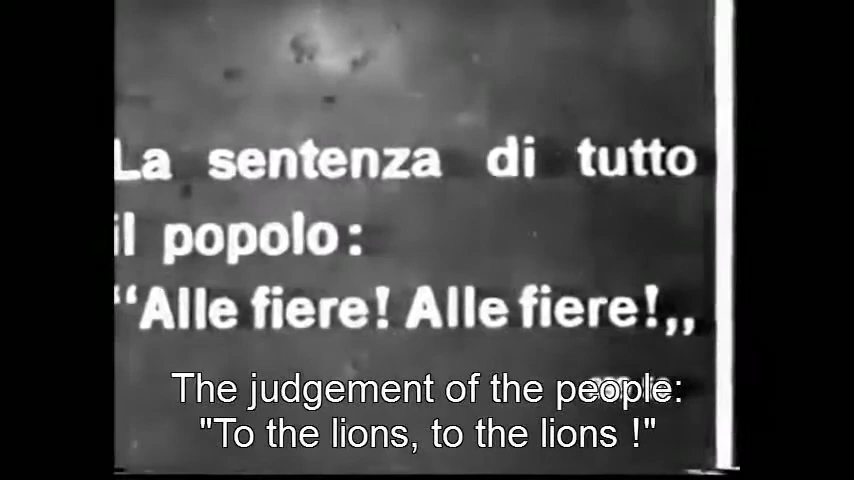 La sentenza di tutto
il popolo:
“Alle fiere! Alle fiere!„
The judgement of the people:
"To the lions, to the lions !"